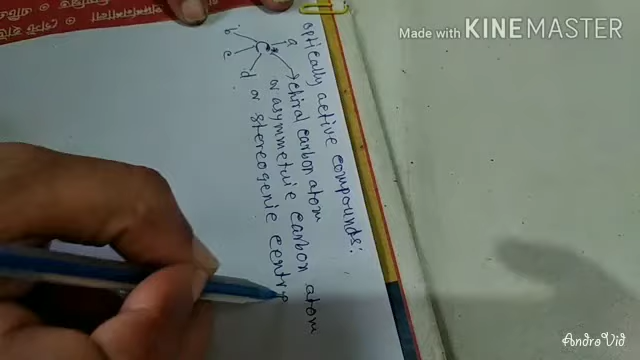 Made with KINEMASTER
optically active compounds:
a
b
C*
c
d
chiral carbon atom
or asymmetric carbon atom
or stereogenic centre
AndroVid